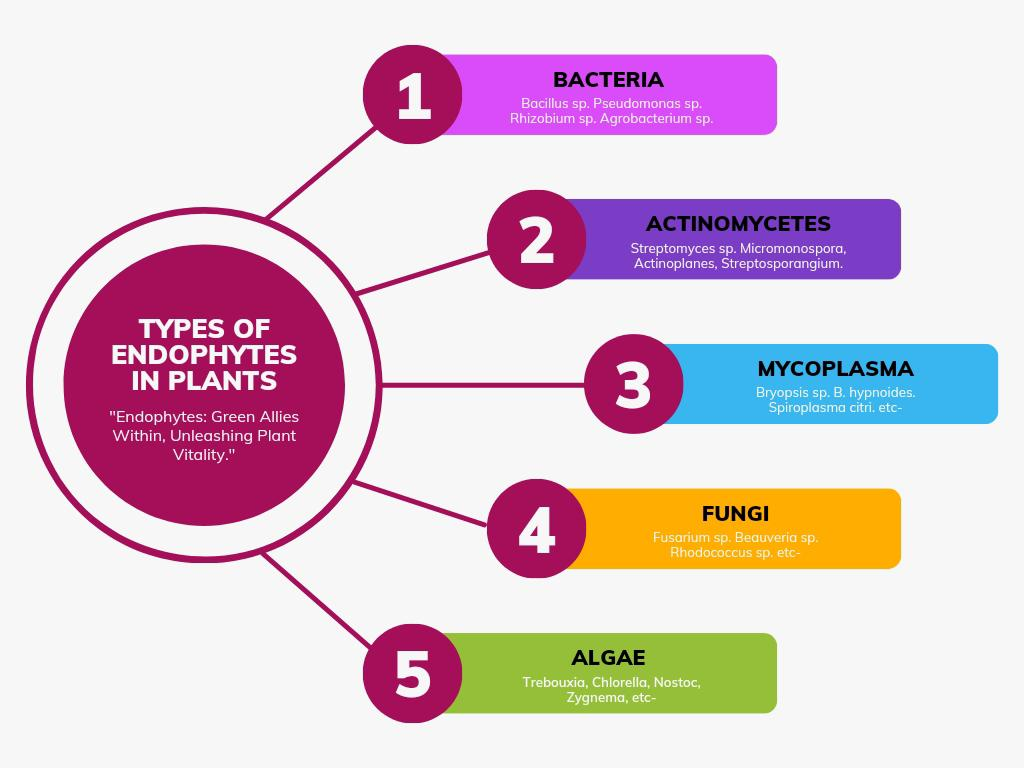 TYPES OF
ENDOPHYTES
IN PLANTS
"Endophytes: Green Allies
Within, Unleashing Plant
Vitality."
1
BACTERIA
Bacillus sp. Pseudomonas sp.
Rhizobium sp. Agrobacterium sp.
2
ACTINOMYCETES
Streptomyces sp. Micromonospora,
Actinoplanes, Streptosporangium.
3
MYCOPLASMA
Bryopsis sp. B. hypnoides.
Spiroplasma citri. etc-
4
FUNGI
Fusarium sp. Beauveria sp.
Rhodococcus sp. etc-
5
ALGAE
Trebouxia, Chlorella, Nostoc,
Zygnema, etc-